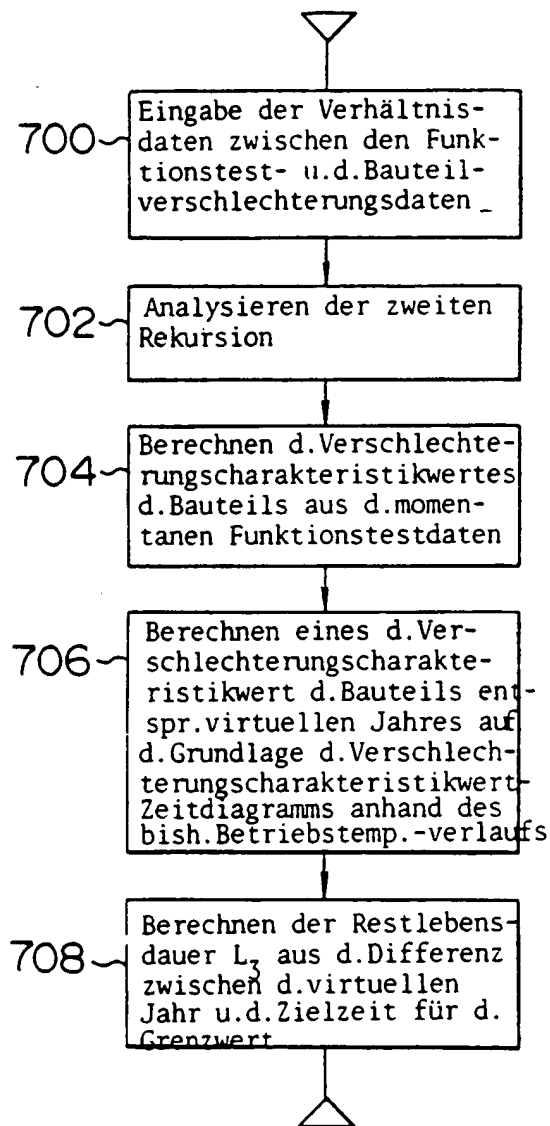 700
Eingabe der Verhältnis-
daten zwischen den Funk-
tionstest- u.d.Bauteil-
verschlechterungsdaten
702
Analysieren der zweiten
Rekursion
704
Berechnen d.Verschlechte-
rungscharakteristikwertes
d.Bauteils aus d.momen-
tanen Funktionstestdaten
706
Berechnen eines d.Ver-
schlechterungscharakte-
ristikwert d.Bauteils ent-
spr.virtuellen Jahres auf
d.Grundlage d.Verschlech-
terungscharakteristikwert-
Zeitdiagramms anhand des
bish.Betriebstemp.-verlaufs
708
Berechnen der Restlebens-
dauer L3 aus d.Differenz
zwischen d.virtuellen
Jahr u.d.Zielzeit für d.
Grenzwert